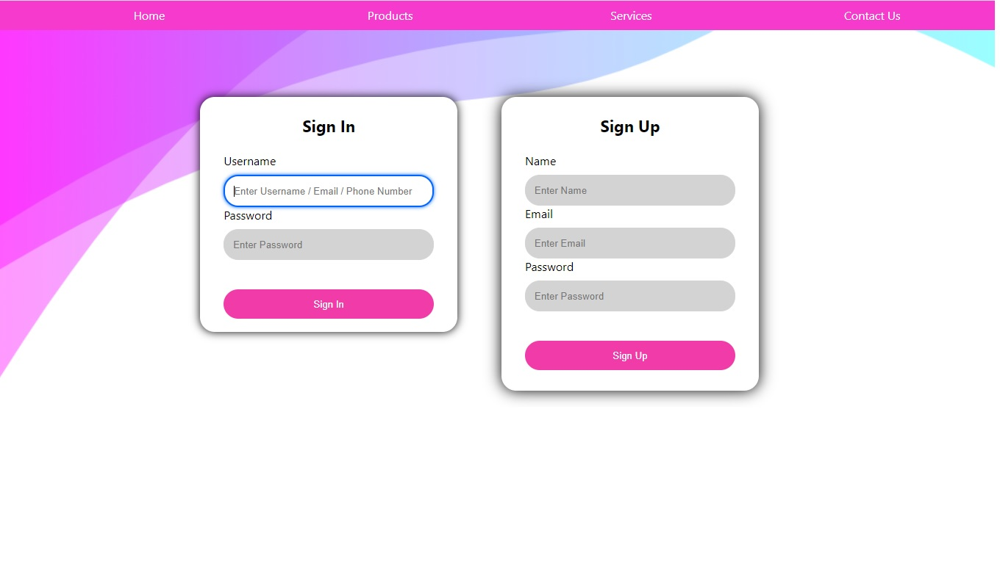 Home Products Services Contact Us
Sign In
Username
Enter Username / Email / Phone Number
Password
Enter Password
Sign In
Sign Up
Name
Enter Name
Email
Enter Email
Password
Enter Password
Sign Up